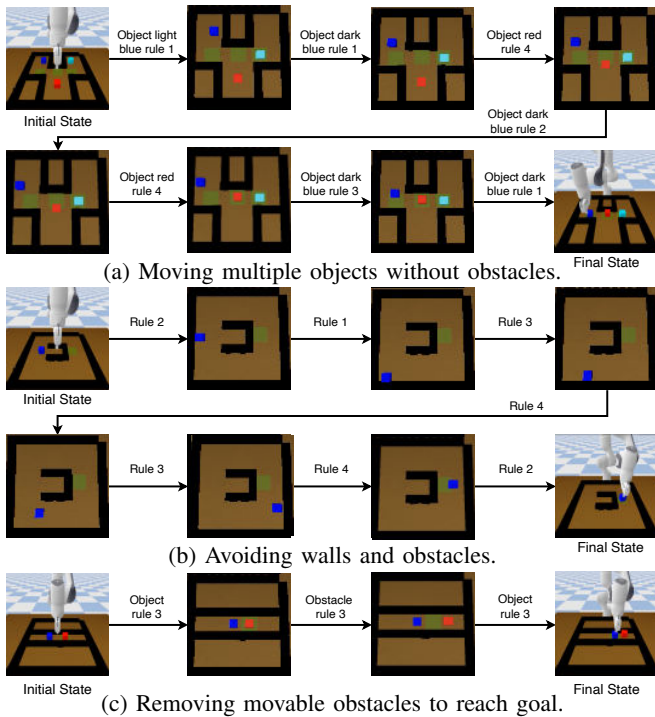 Object light
blue rule 1
Object dark
blue rule 1
Object red
rule 4
Initial State
Object dark
blue rule 2
Object red
rule 4
Object dark
blue rule 3
Object dark
blue rule 1
Final State
(a) Moving multiple objects without obstacles.
Rule 2
Rule 1
Rule 3
Initial State
Rule 4
Rule 3
Rule 4
Rule 2
Final State
(b) Avoiding walls and obstacles.
Object
rule 3
Obstacle
rule 3
Object
rule 3
Initial State
Final State
(c) Removing movable obstacles to reach goal.